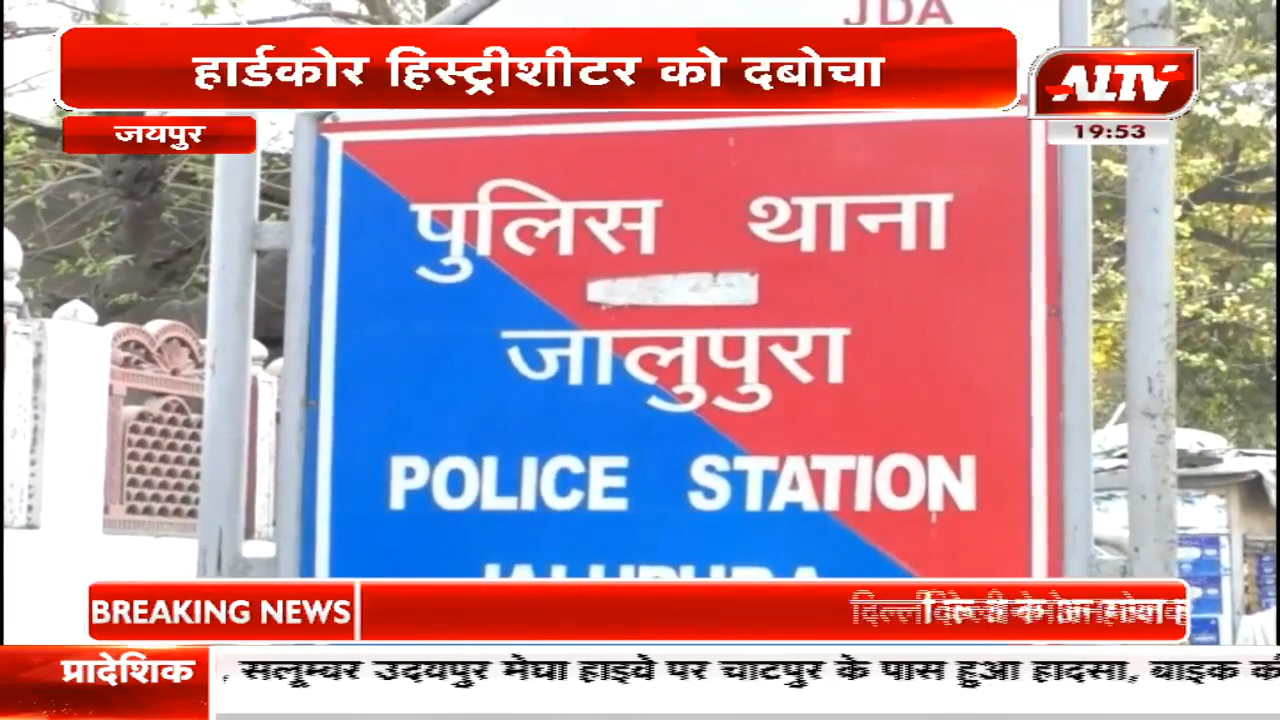 JDA
हार्डकोर हिस्ट्रीशीटर को दबोचा
ALTV
19:53
जयपुर
पुलिस थाना
जालुपुरा
POLICE STATION
BREAKING NEWS
प्रादेशिक
, सलूम्बर उदयपुर मेघा हाइवे पर चाटपुर के पास हुआ हादसा, बाइक